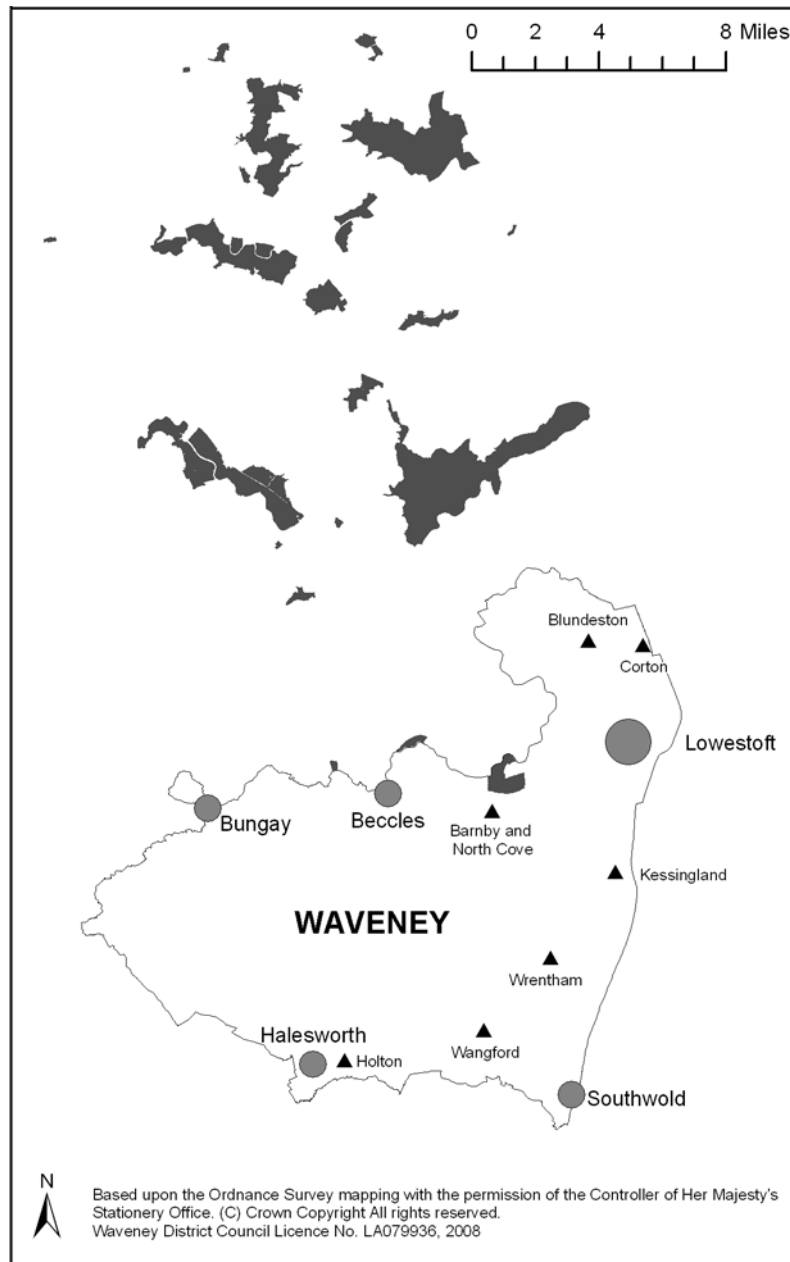 0 2 4 8 Miles
Blundeston
Corton
Lowestoft
Bungay
Beccles
Barnby and
North Cove
Kessingland
WAVENEY
Wrentham
Halesworth
Holton
Wangford
Southwold
N
Based upon the Ordnance Survey mapping with the permission of the Controller of Her Majesty's
Stationery Office. (C) Crown Copyright All rights reserved.
Waveney District Council Licence No. LA079936, 2008